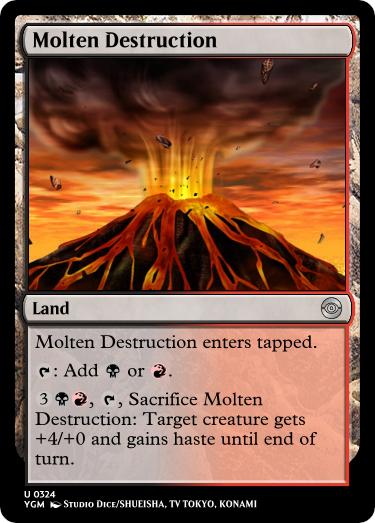 Molten Destruction
Land
Molten Destruction enters tapped.
: Add or .
3 , , Sacrifice Molten
Destruction: Target creature gets
+4/+0 and gains haste until end of
turn.
U 0324
YGM STUDIO DICE/SHUEISHA, TV TOKYO, KONAMI